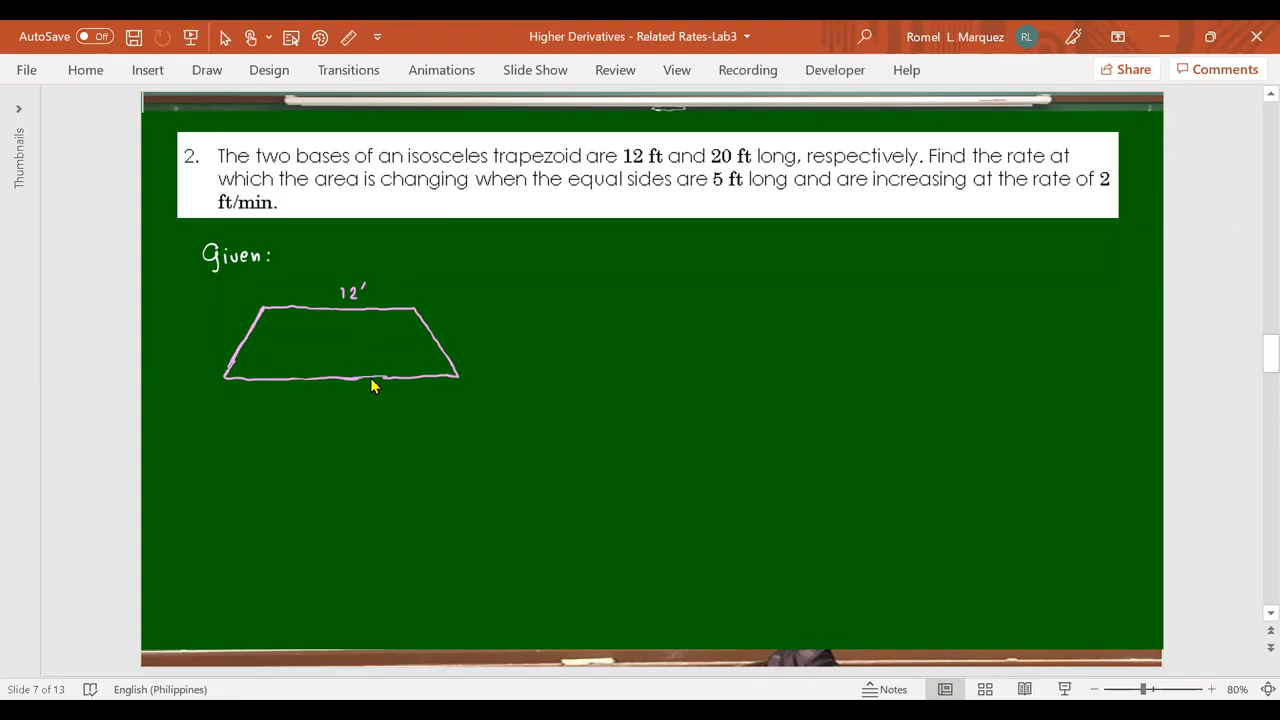 AutoSave Off
Higher Derivatives - Related Rates-Lab3
Romel L. Marquez RL
File Home Insert Draw Design Transitions Animations Slide Show Review View Recording Developer Help Share Comments
Thumbnails
2. The two bases of an isosceles trapezoid are 12 ft and 20 ft long, respectively. Find the rate at
which the area is changing when the equal sides are 5 ft long and are increasing at the rate of 2
ft/min.
Given:
12'
Slide 7 of 13 English (Philippines) Notes 80%